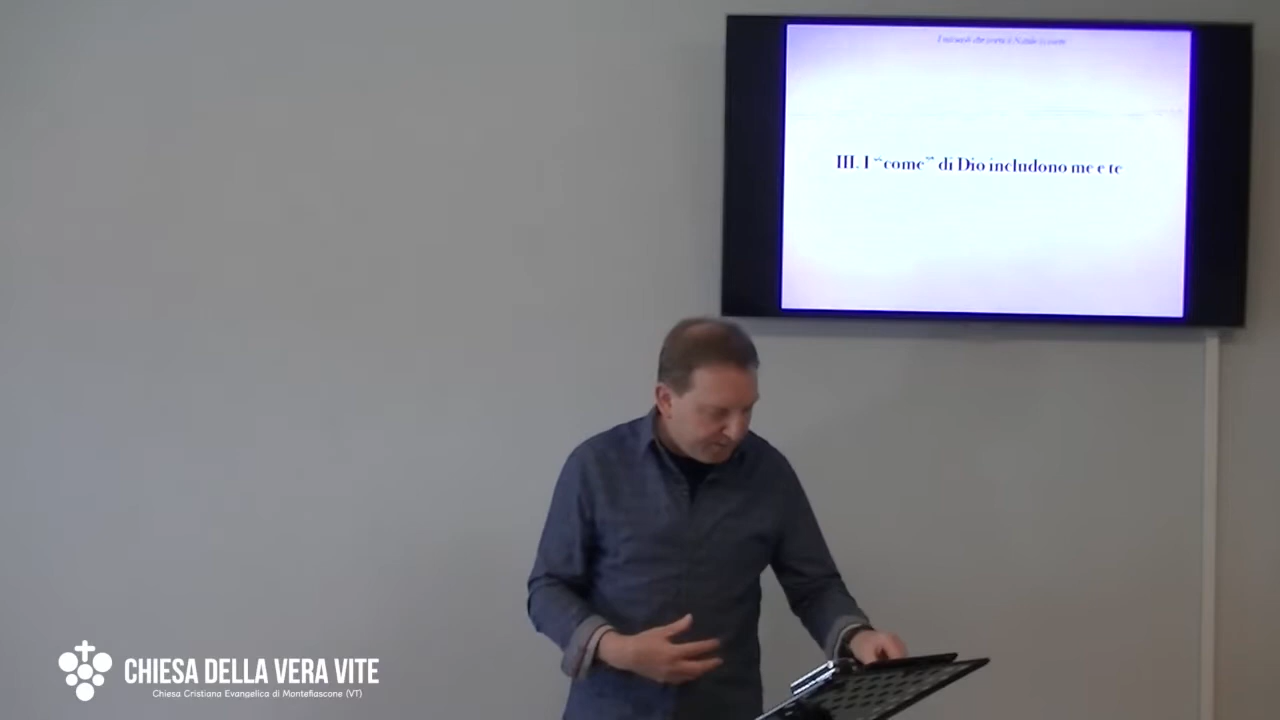 III. I “come” di Dio includono me e te
CHIESA DELLA VERA VITE
Chiesa Cristiana Evangelica di Montefiascone (VT)